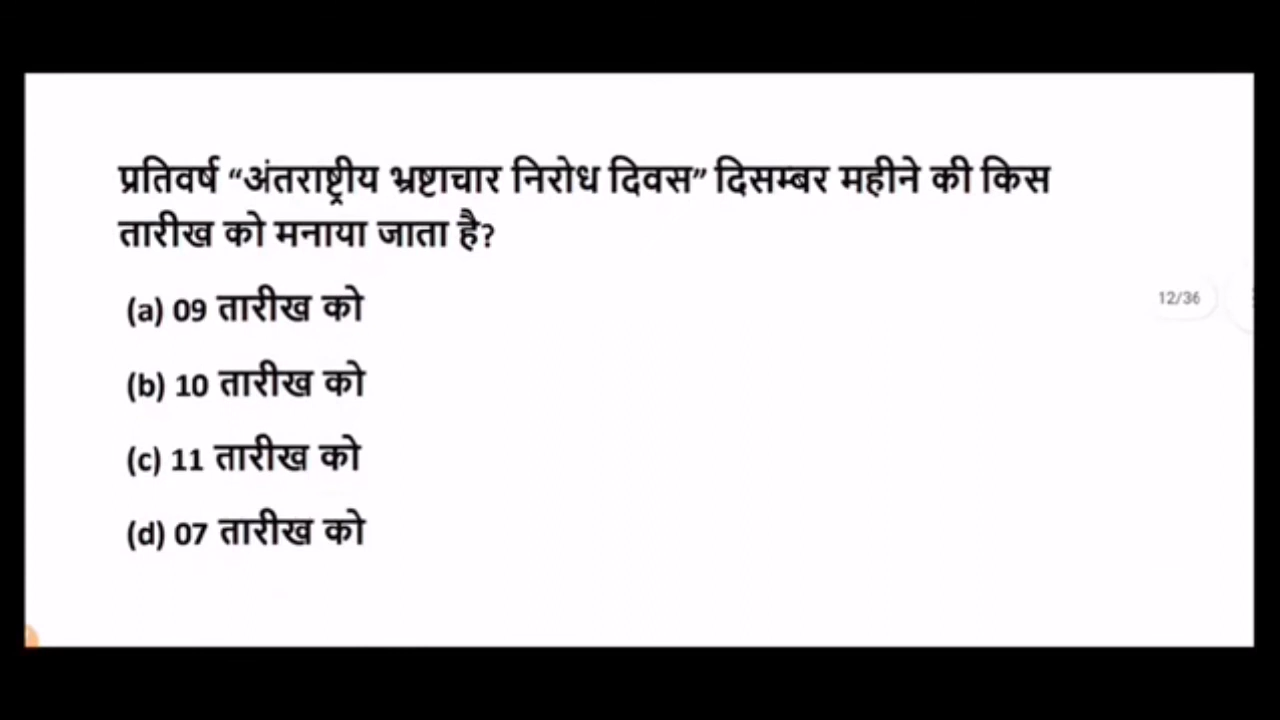 प्रतिवर्ष “अंतराष्ट्रीय भ्रष्टाचार निरोध दिवस” दिसम्बर महीने की किस
तारीख को मनाया जाता है?
(a) 09 तारीख को
12/36
(b) 10 तारीख को
(c) 11 तारीख को
(d) 07 तारीख को